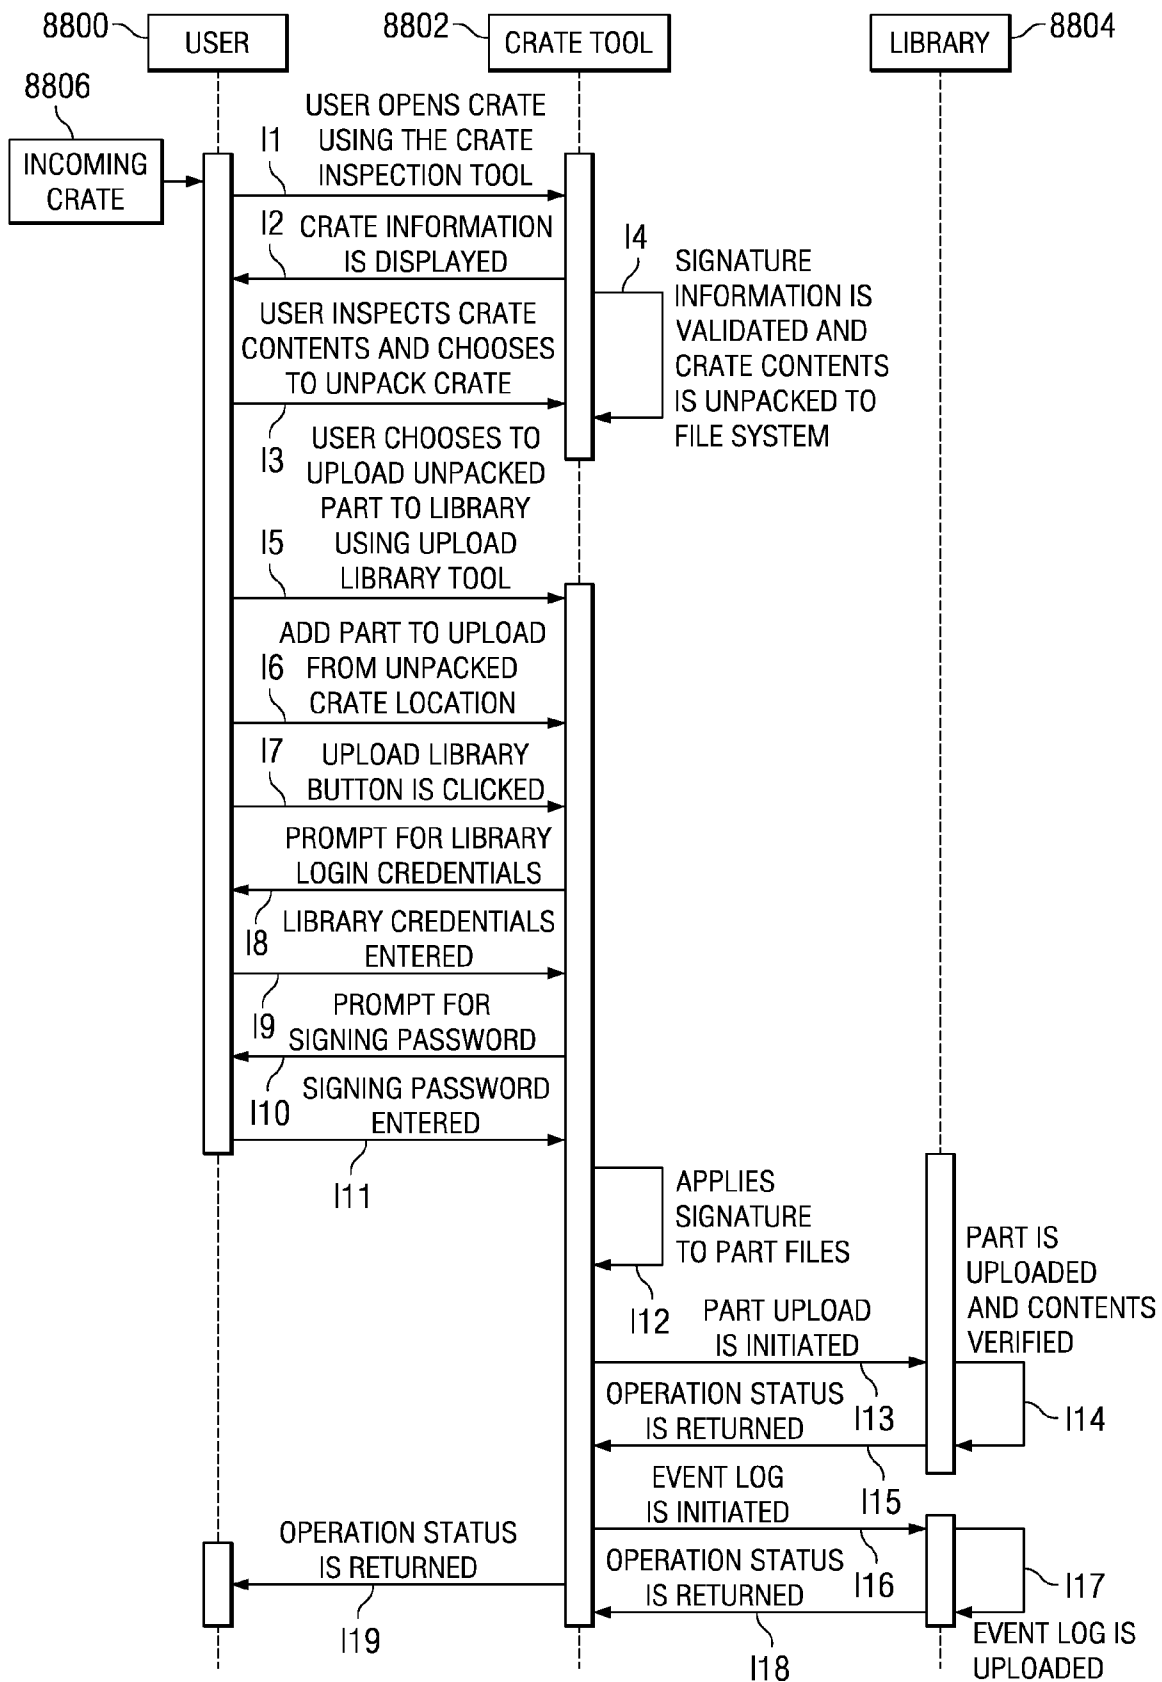 8800
USER
8802
CRATE TOOL
LIBRARY
8804
8806
INCOMING
CRATE
USER OPENS CRATE
USING THE CRATE
INSPECTION TOOL
I1
I2
CRATE INFORMATION
IS DISPLAYED
I4
SIGNATURE
INFORMATION IS
VALIDATED AND
CRATE CONTENTS
IS UNPACKED TO
FILE SYSTEM
USER INSPECTS CRATE
CONTENTS AND CHOOSES
TO UNPACK CRATE
I3
USER CHOOSES TO
UPLOAD UNPACKED
PART TO LIBRARY
USING UPLOAD
LIBRARY TOOL
I5
ADD PART TO UPLOAD
FROM UNPACKED
CRATE LOCATION
I6
I7
UPLOAD LIBRARY
BUTTON IS CLICKED
PROMPT FOR LIBRARY
LOGIN CREDENTIALS
I8
LIBRARY CREDENTIALS
ENTERED
I9
PROMPT FOR
SIGNING PASSWORD
I10
SIGNING PASSWORD
ENTERED
I11
APPLIES
SIGNATURE
TO PART FILES
I12
PART UPLOAD
IS INITIATED
I13
PART IS
UPLOADED
AND CONTENTS
VERIFIED
I14
OPERATION STATUS
IS RETURNED
I15
EVENT LOG
IS INITIATED
I16
I17
EVENT LOG IS
UPLOADED
OPERATION STATUS
IS RETURNED
I18
OPERATION STATUS
IS RETURNED
I19